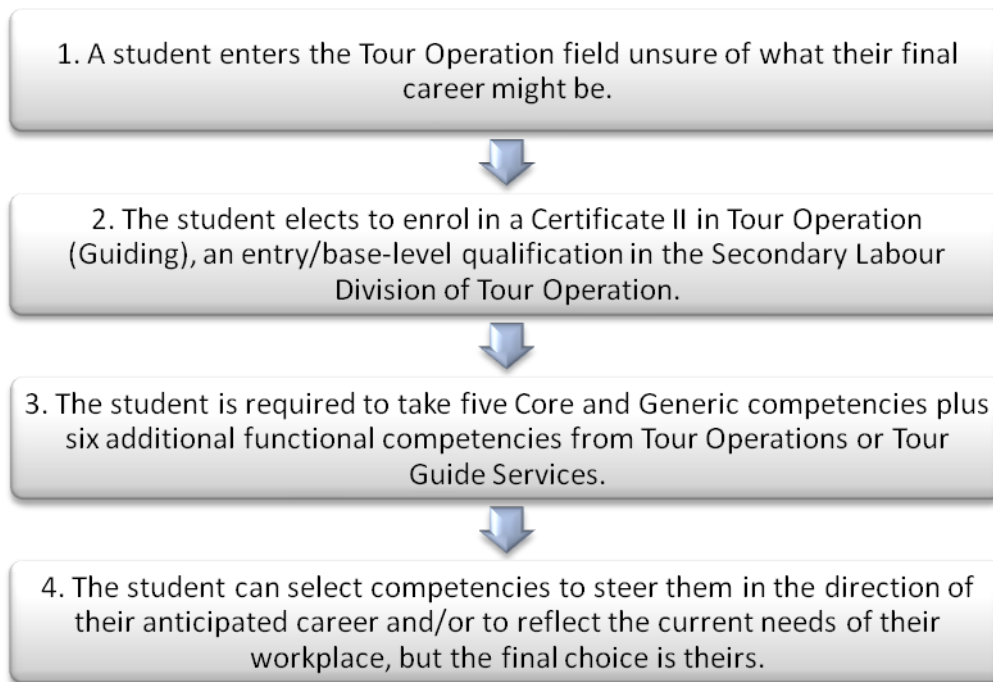 1. A student enters the Tour Operation field unsure of what their final
career might be.
2. The student elects to enrol in a Certificate II in Tour Operation
(Guiding), an entry/base-level qualification in the Secondary Labour
Division of Tour Operation.
3. The student is required to take five Core and Generic competencies plus
six additional functional competencies from Tour Operations or Tour
Guide Services.
4. The student can select competencies to steer them in the direction of
their anticipated career and/or to reflect the current needs of their
workplace, but the final choice is theirs.